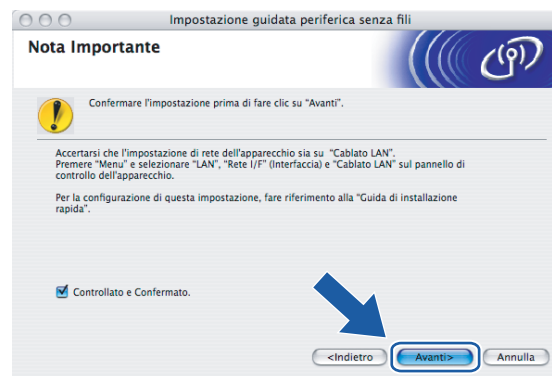 Impostazione guidata periferica senza fili
Nota Importante
Confermare l'impostazione prima di fare clic su "Avanti".
Accertarsi che l'impostazione di rete dell'apparecchio sia su "Cablato LAN".
Premere "Menu" e selezionare "LAN", "Rete I/F" (Interfaccia) e "Cablato LAN" sul pannello di
controllo dell'apparecchio.
Per la configurazione di questa impostazione, fare riferimento alla "Guida di installazione
rapida".
Controllato e Confermato.
<Indietro
Avanti>
Annulla